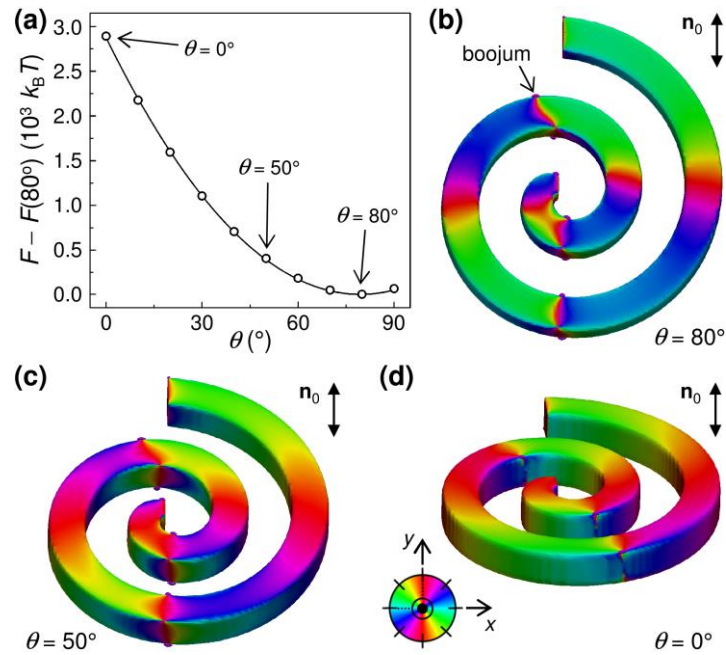 (a)
F – F(80°) (10³ k_BT)
3.0
2.5
2.0
1.5
1.0
0.5
0.0
0 30 60 90
θ (°)
θ = 0°
θ = 50°
θ = 80°
(b)
n₀
boojum
θ = 80°
(c)
n₀
θ = 50°
(d)
n₀
y
x
θ = 0°